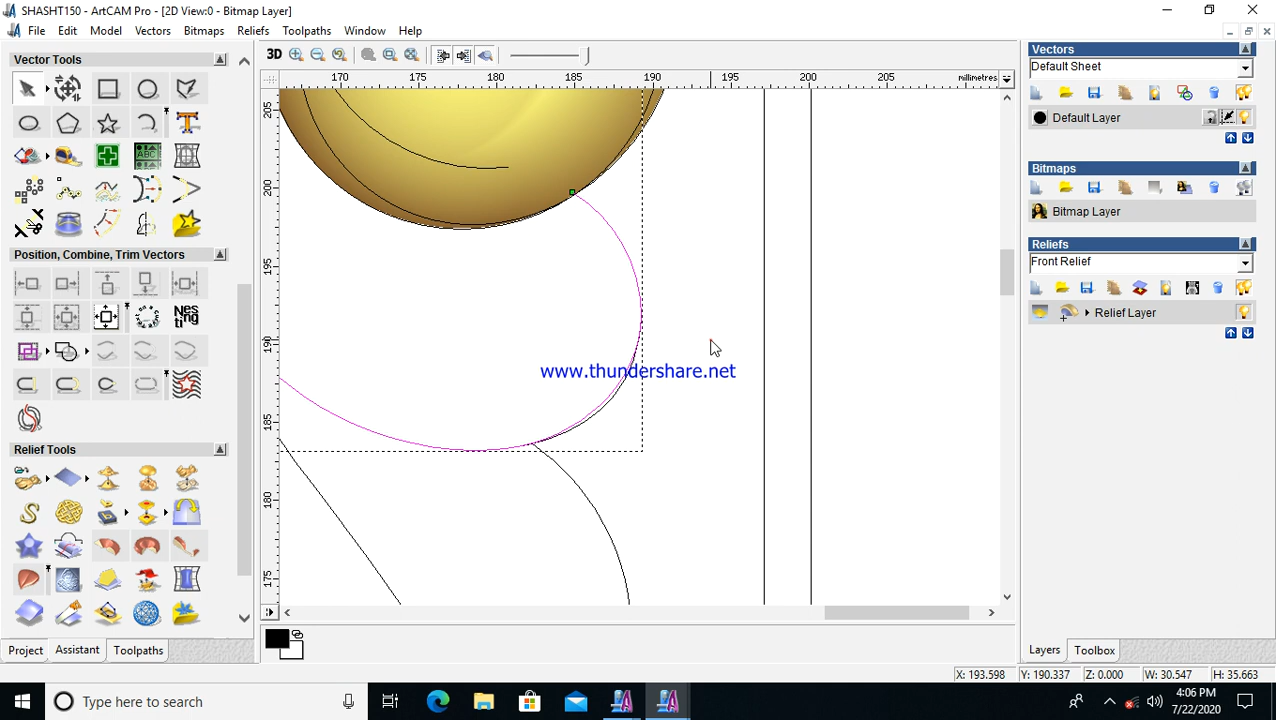 SHASHT150 - ArtCAM Pro - [2D View:0 - Bitmap Layer]
File Edit Model Vectors Bitmaps Reliefs Toolpaths Window Help
Vector Tools
3D
170 175 180 185 190 195 200 205 millimetres
205
200
195
190
185
180
175
T
ABC
Position, Combine, Trim Vectors
Nes
ti
ng
Relief Tools
www.thundershare.net
Project Assistant Toolpaths
Vectors
Default Sheet
Default Layer
Bitmaps
Bitmap Layer
Reliefs
Front Relief
Relief Layer
Layers Toolbox
X: 193.598 Y: 190.337 Z: 0.000 W: 30.547 H: 35.663
Type here to search
4:06 PM
7/22/2020